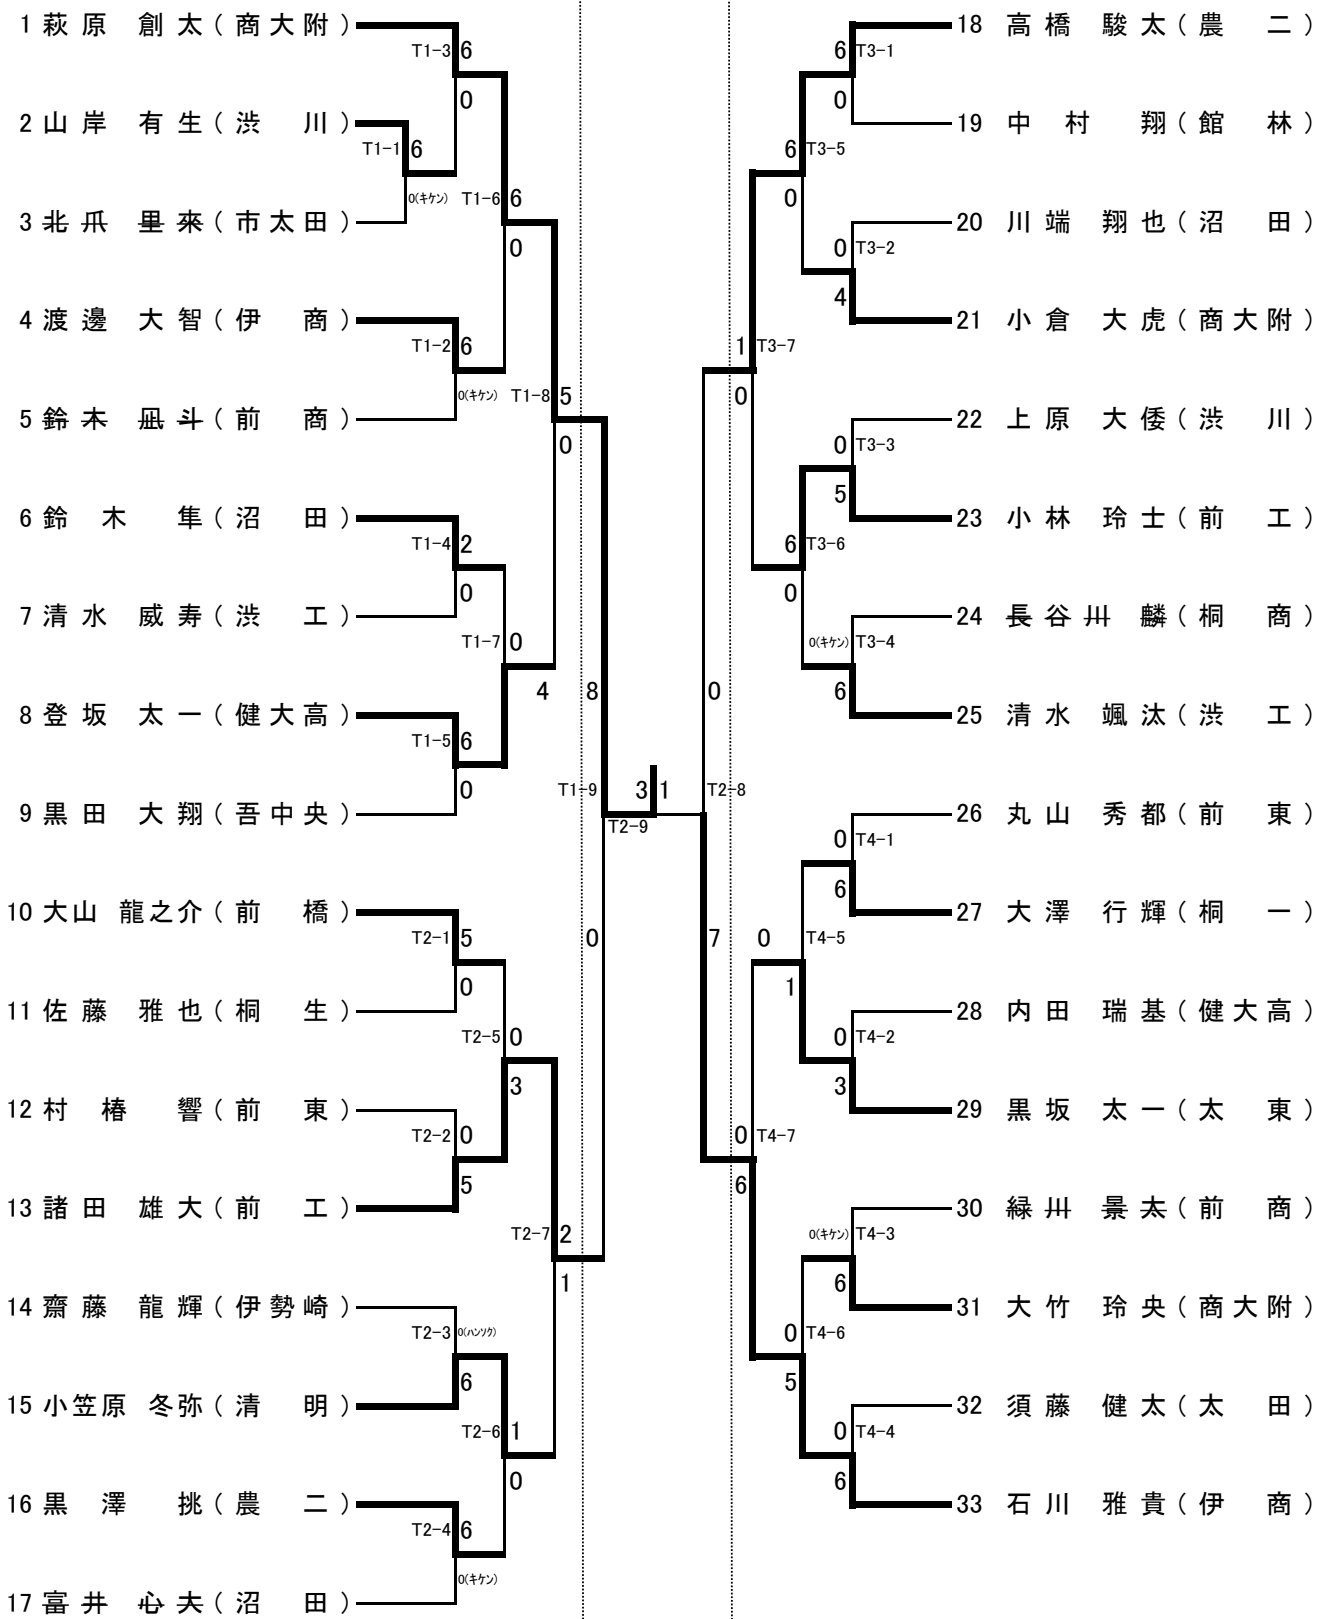 1 萩原 創太(商大附)
T1-3 6
0
2 山岸 有生(渋 川)
T1-1 6
0(キケン)
T1-6 6
3 北爪 里来(市太田)
0
4 渡邊 大智(伊 商)
T1-2 6
0(キケン)
T1-8 5
5 鈴木 凪斗(前 商)
0
6 鈴木 隼(沼 田)
T1-4 2
0
7 清水 威寿(渋 工)
T1-7 0
4
8
8 登坂 太一(健大高)
T1-5 6
0
T1-9
9 黒田 大翔(吾中央)
3 1
T2-9
10 大山 龍之介(前 橋)
T2-1 5
0
0
11 佐藤 雅也(桐 生)
T2-5 0
3
12 村椿 響(前 東)
T2-2 0
5
13 諸田 雄大(前 工)
T2-7 2
1
14 齋藤 龍輝(伊勢崎)
T2-3 0(ハンソク)
6
15 小笠原 冬弥(清 明)
T2-6 1
0
16 黒澤 挑(農 二)
T2-4 6
0(キケン)
17 富井 心夫(沼 田)
18 高橋 駿太(農 二)
6 T3-1
0
19 中村 翔(館 林)
6 T3-5
0
20 川端 翔也(沼 田)
0 T3-2
4
21 小倉 大虎(商大附)
1 T3-7
0
22 上原 大倭(渋 川)
0 T3-3
5
23 小林 玲士(前 工)
6 T3-6
0
24 長谷川 麟(桐 商)
0(キケン) T3-4
6
0
25 清水 颯汰(渋 工)
T2-8
26 丸山 秀都(前 東)
0 T4-1
6
27 大澤 行輝(桐 一)
7
0 T4-5
1
28 内田 瑞基(健大高)
0 T4-2
3
29 黒坂 太一(太 東)
0 T4-7
6
30 緑川 景太(前 商)
0(キケン) T4-3
6
31 大竹 玲央(商大附)
0 T4-6
5
32 須藤 健太(太 田)
0 T4-4
6
33 石川 雅貴(伊 商)